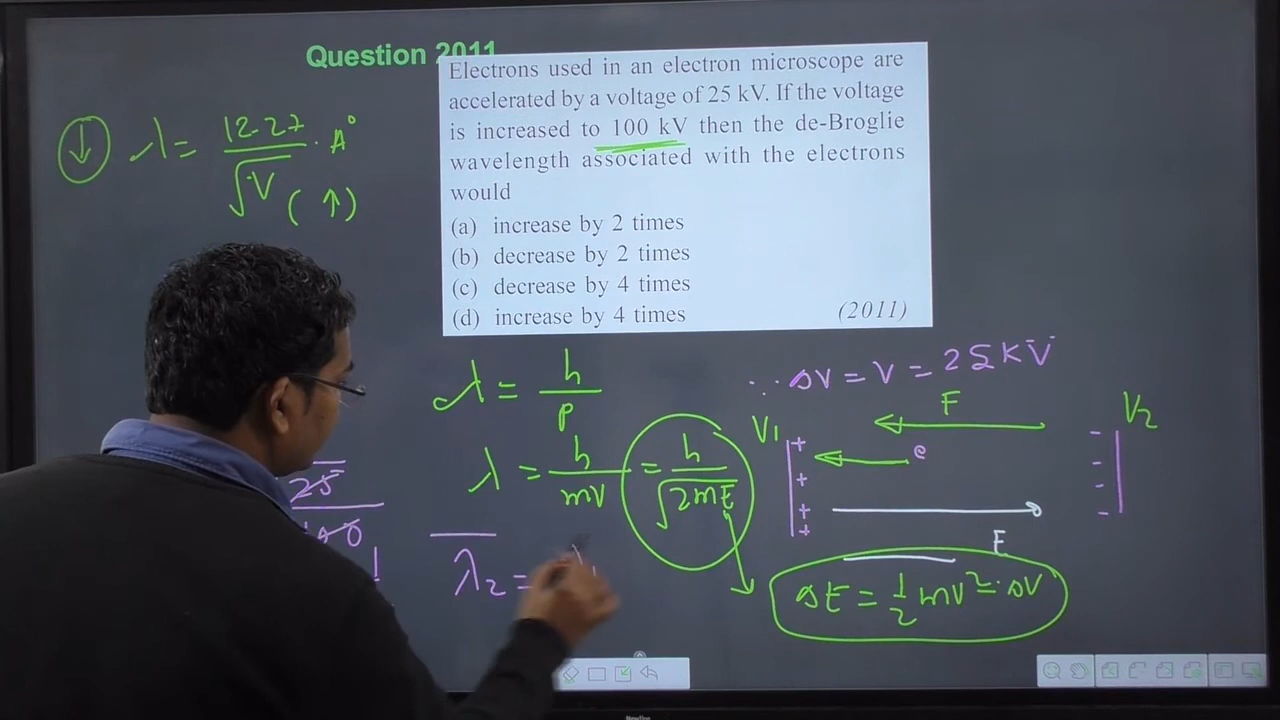 Question 2011
Electrons used in an electron microscope are
accelerated by a voltage of 25 kV. If the voltage
is increased to 100 kV then the de-Broglie
wavelength associated with the electrons
would
(a) increase by 2 times
(b) decrease by 2 times
(c) decrease by 4 times
(d) increase by 4 times
(2011)
↓ λ = 12.27 / √V (↑) · A°
λ = h / p
λ = h / mv = h / √2mE
25
100
λ2 =
∴ ΔV = V = 25KV
F
V1
V2
+ + + +
- - - -
e
E
ΔE = 1/2 mv² = ΔV